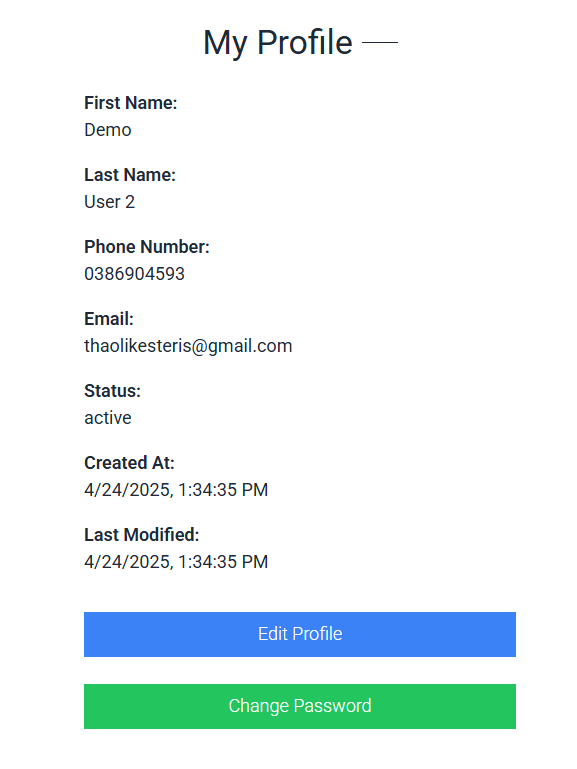 My Profile
First Name:
Demo
Last Name:
User 2
Phone Number:
0386904593
Email:
thaolikesteris@gmail.com
Status:
active
Created At:
4/24/2025, 1:34:35 PM
Last Modified:
4/24/2025, 1:34:35 PM
Edit Profile
Change Password